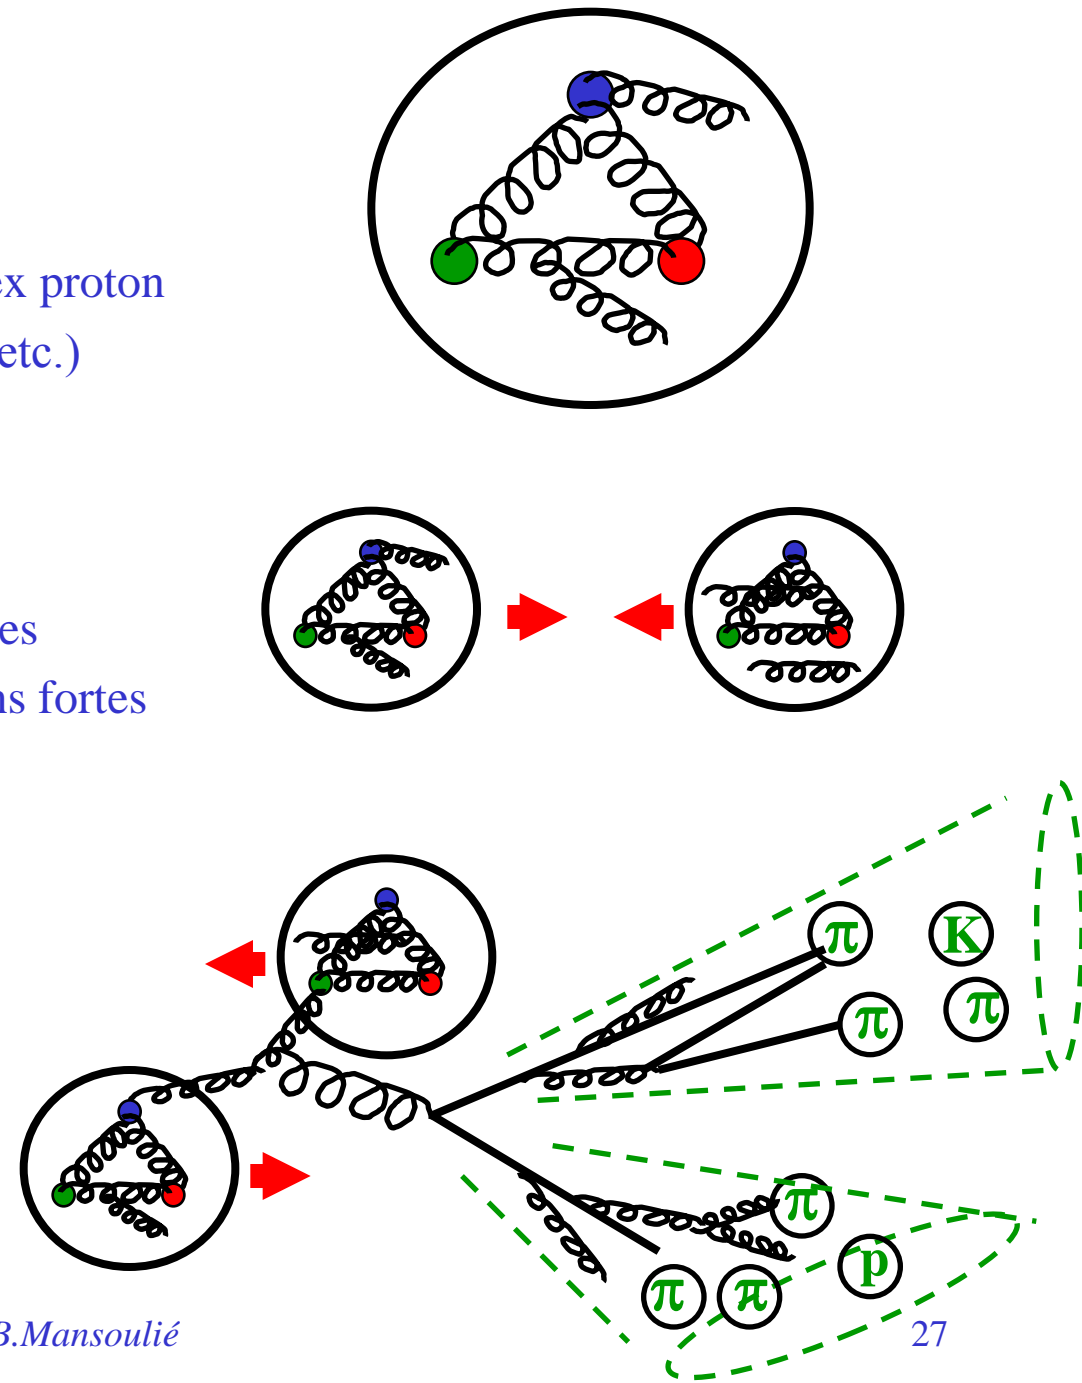 ex proton
etc.)
es
ns fortes
π K
π π
π
p
π π
B.Mansoulié
27